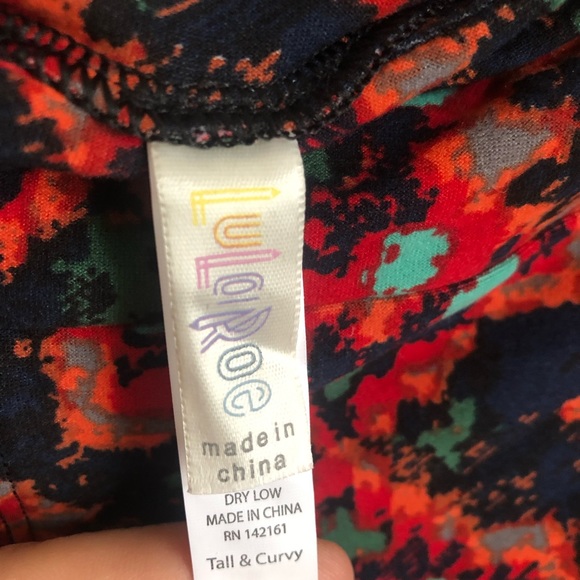 LuLaRoe
made in
china
DRY LOW
MADE IN CHINA
RN 142161
Tall & Curvy